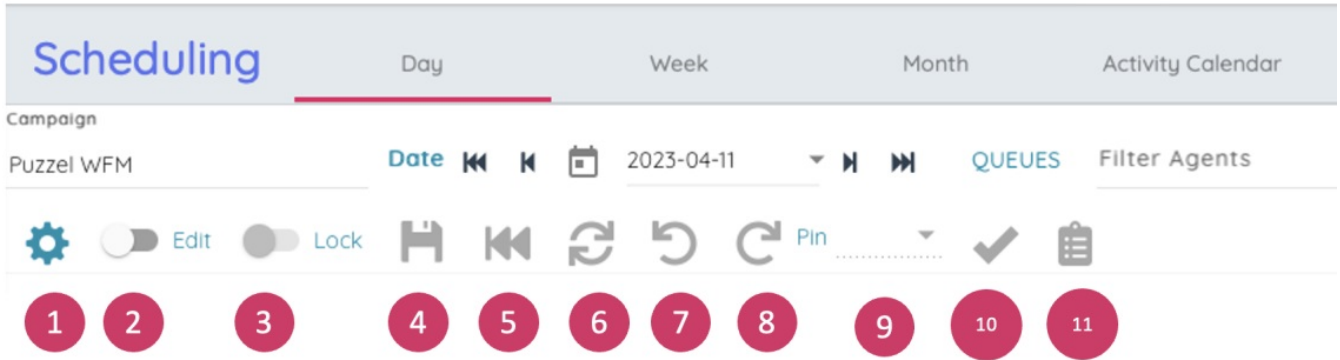 Scheduling Day Week Month Activity Calendar
Campaign
Puzzel WFM Date 2023-04-11 QUEUES Filter Agents
Edit Lock Pin
1 2 3 4 5 6 7 8 9 10 11